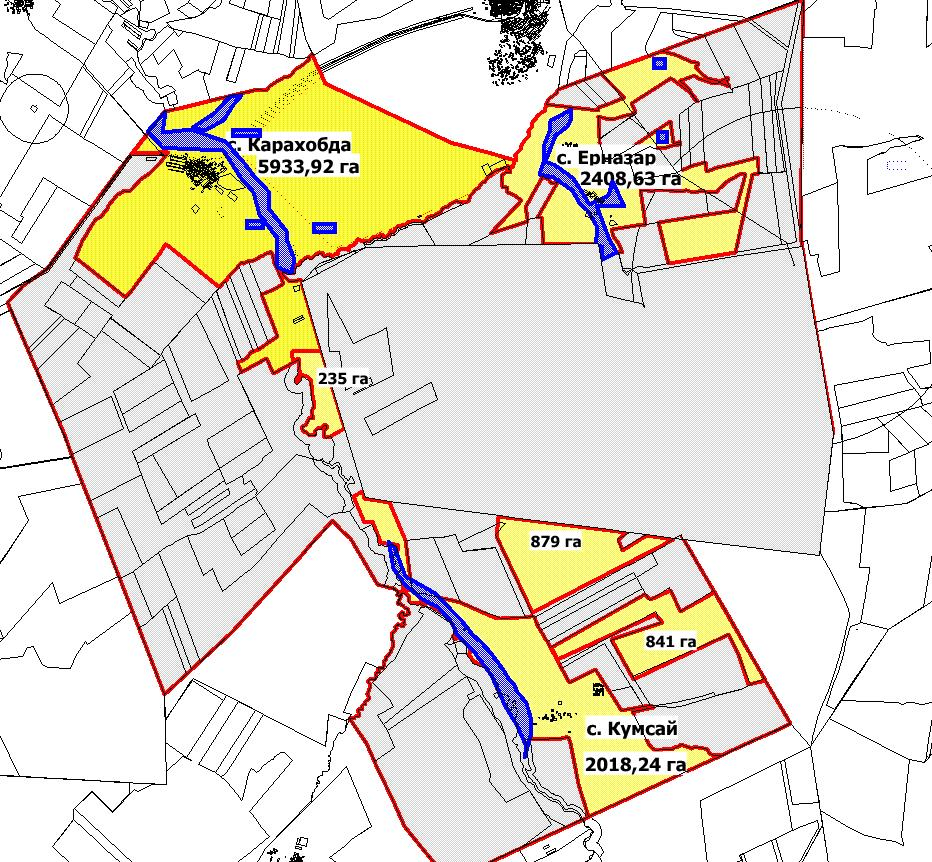 с. Карахобда
5933,92 га
с. Ерназар
2408,63 га
235 га
879 га
841 га
с. Кумсай
2018,24 га